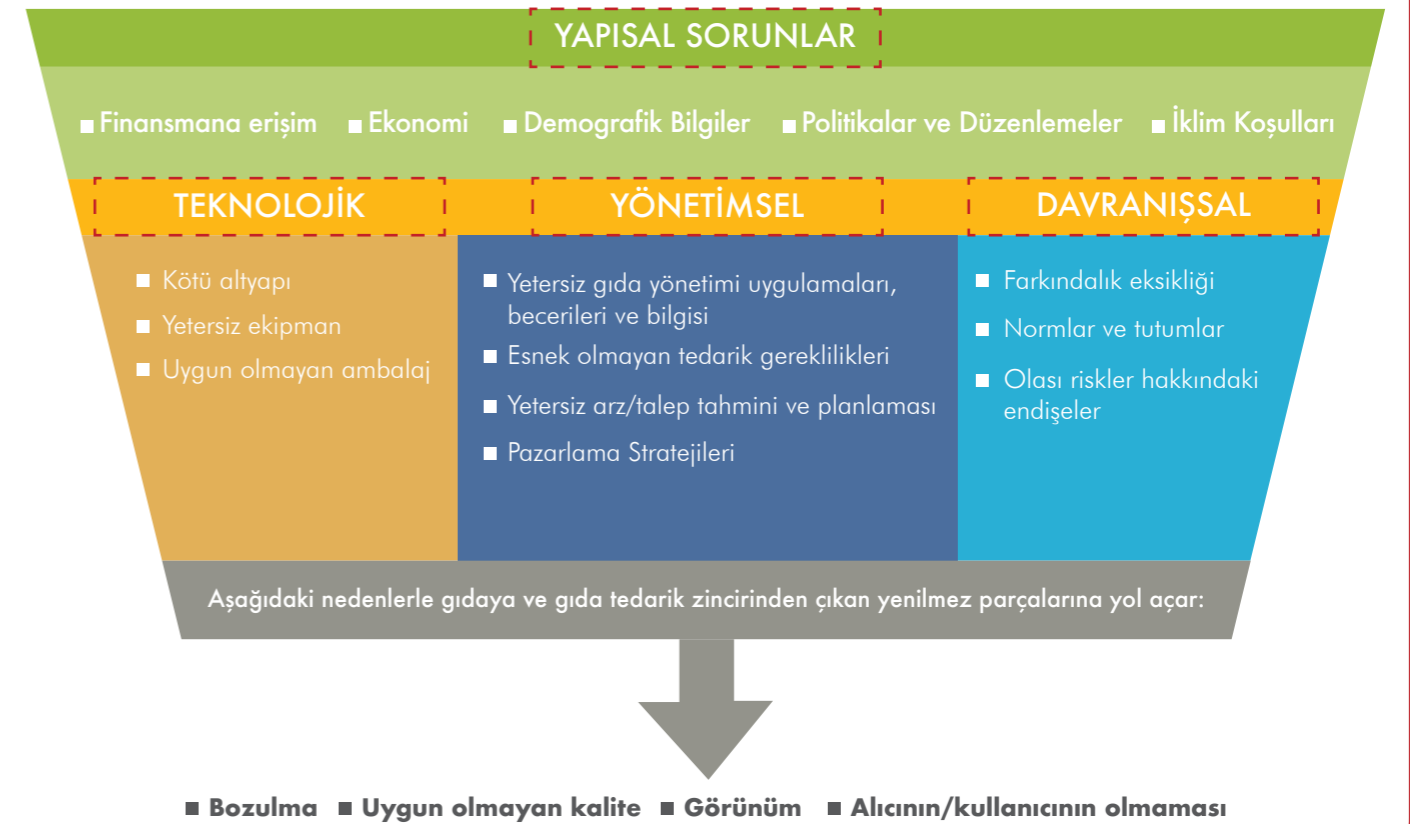 YAPISAL SORUNLAR
Finansmana erişim
Ekonomi
Demografik Bilgiler
Politikalar ve Düzenlemeler
İklim Koşulları
TEKNOLOJİK
Kötü altyapı
Yetersiz ekipman
Uygun olmayan ambalaj
YÖNETİMSEL
Yetersiz gıda yönetimi uygulamaları,
becerileri ve bilgisi
Esnek olmayan tedarik gereklilikleri
Yetersiz arz/talep tahmini ve planlaması
Pazarlama Stratejileri
DAVRANIŞSAL
Farkındalık eksikliği
Normlar ve tutumlar
Olası riskler hakkındaki
endişeler
Aşağıdaki nedenlerle gıdaya ve gıda tedarik zincirinden çıkan yenilmez parçalarına yol açar:
Bozulma
Uygun olmayan kalite
Görünüm
Alıcının/kullanıcının olmaması